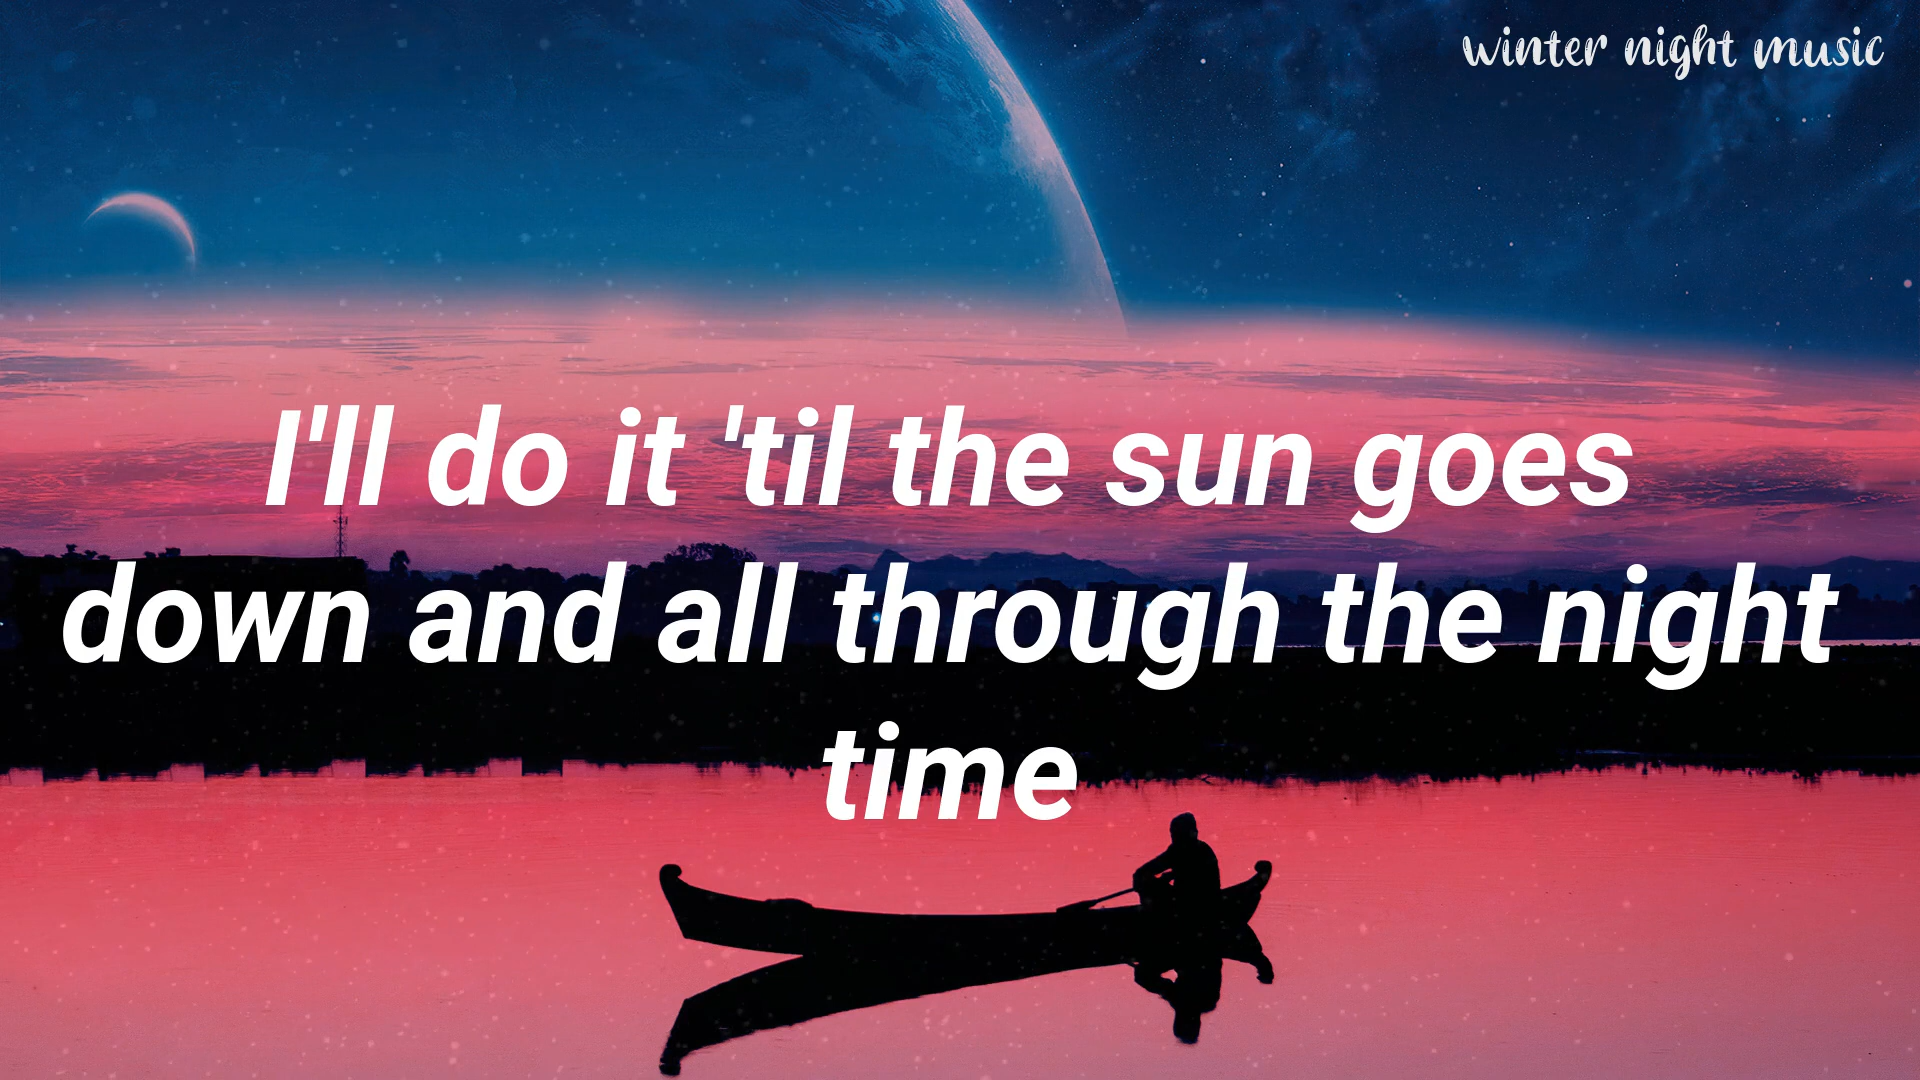 winter night music
I'll do it 'til the sun goes
down and all through the night
time